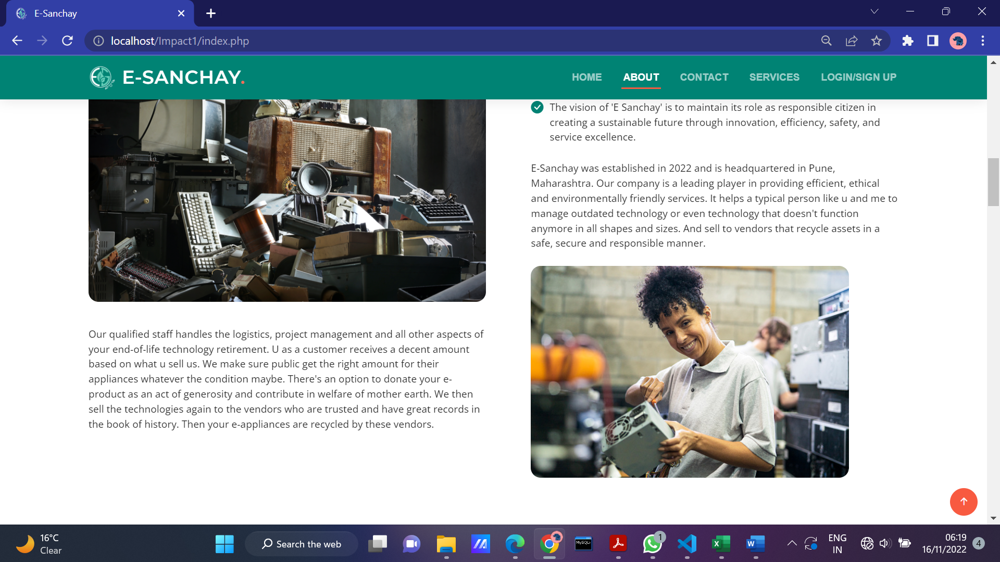 E-Sanchay
localhost/Impact1/index.php
E-SANCHAY.
HOME
ABOUT
CONTACT
SERVICES
LOGIN/SIGN UP
The vision of 'E Sanchay' is to maintain its role as responsible citizen in
creating a sustainable future through innovation, efficiency, safety, and
service excellence.
E-Sanchay was established in 2022 and is headquartered in Pune,
Maharashtra. Our company is a leading player in providing efficient, ethical
and environmentally friendly services. It helps a typical person like u and me to
manage outdated technology or even technology that doesn't function
anymore in all shapes and sizes. And sell to vendors that recycle assets in a
safe, secure and responsible manner.
Our qualified staff handles the logistics, project management and all other aspects of
your end-of-life technology retirement. U as a customer receives a decent amount
based on what u sell us. We make sure public get the right amount for their
appliances whatever the condition maybe. There's an option to donate your e-
product as an act of generosity and contribute in welfare of mother earth. We then
sell the technologies again to the vendors who are trusted and have great records in
the book of history. Then your e-appliances are recycled by these vendors.
16°C
Clear
Search the web
MySQL
1
X
W
ENG
IN
06:19
16/11/2022
4